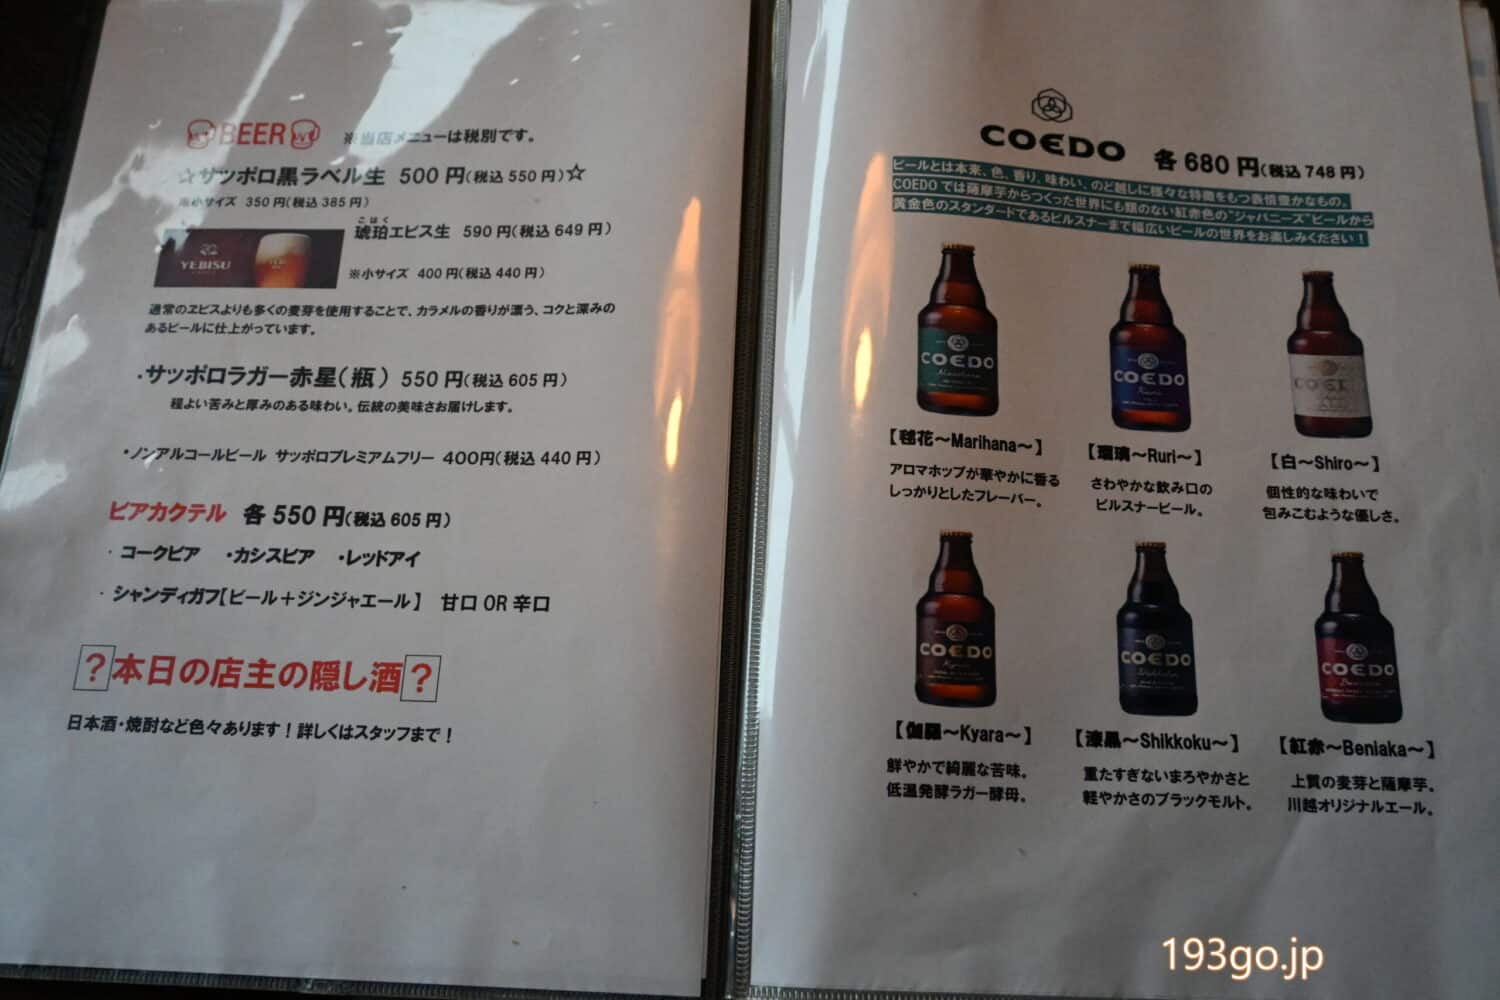 BEER ※当店メニューは税別です。
☆サッポロ黒ラベル生 500円(税込550円)☆
※小サイズ 350円(税込385円)
こはく
琥珀エビス生 590円(税込649円)
YEBISU
※小サイズ 400円(税込440円)
通常のヱビスよりも多くの麦芽を使用することで、カラメルの香りが漂う、コクと深みの
あるビールに仕上がっています。
・サッポロラガー赤星(瓶) 550円(税込605円)
程よい苦みと厚みのある味わい。伝統の美味さお届けします。
・ノンアルコールビール サッポロプレミアムフリー 400円(税込440円)
ビアカクテル 各550円(税込605円)
・コークビア ・カシスビア ・レッドアイ
・シャンディガフ【ビール+ジンジャエール】 甘口OR辛口
?本日の店主の隠し酒?
日本酒・焼酎など色々あります!詳しくはスタッフまで!
COEDO 各680円(税込748円)
ビールとは本来、色、香り、味わい、のど越しに様々な特徴をもつ表情豊かなもの。
COEDOでは薩摩芋からつくった世界にも類のない紅赤色の"ジャパニーズ"ビールから
黄金色のスタンダードであるピルスナーまで幅広いビールの世界をお楽しみください!
COEDO
COEDO
COEDO
【毬花~Marihana~】
アロマホップが華やかに香る
しっかりとしたフレーバー。
【瑠璃~Ruri~】
さわやかな飲み口の
ピルスナービール。
【白~Shiro~】
個性的な味わいで
包みこむような優しさ。
COEDO
COEDO
COEDO
Beniaka
【伽羅~Kyara~】
鮮やかで綺麗な苦味。
低温発酵ラガー酵母。
【漆黒~Shikkoku~】
重たすぎないまろやかさと
軽やかさのブラックモルト。
【紅赤~Beniaka~】
上質の麦芽と薩摩芋。
川越オリジナルエール。
193go.jp